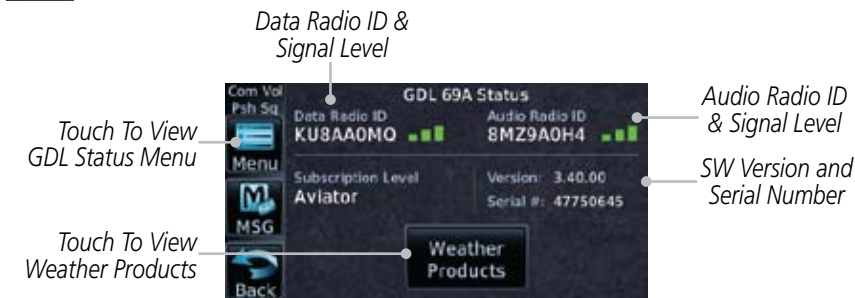 Data Radio ID &
Signal Level
Com Vol
Psh Sq
GDL 69A Status
Data Radio ID
KU8AA0MQ
Audio Radio ID
8MZ9A0H4
Audio Radio ID
& Signal Level
Touch To View
GDL Status Menu
Menu
Subscription Level
Aviator
Version: 3.40.00
Serial #: 47750645
SW Version and
Serial Number
MSG
Touch To View
Weather Products
Weather
Products
Back